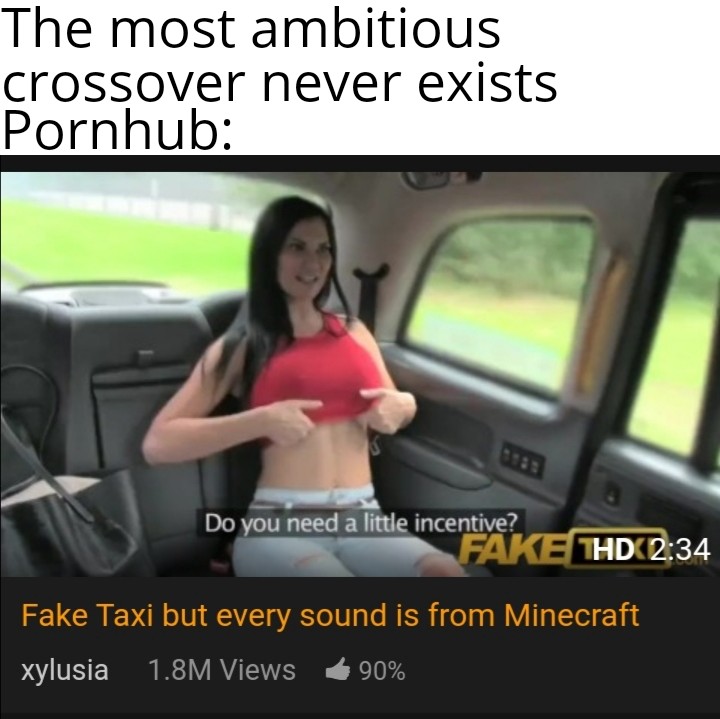 The most ambitious
crossover never exists
Pornhub:
Do you need a little incentive?
FAKE
HD 2:34
Fake Taxi but every sound is from Minecraft
xylusia 1.8M Views 90%